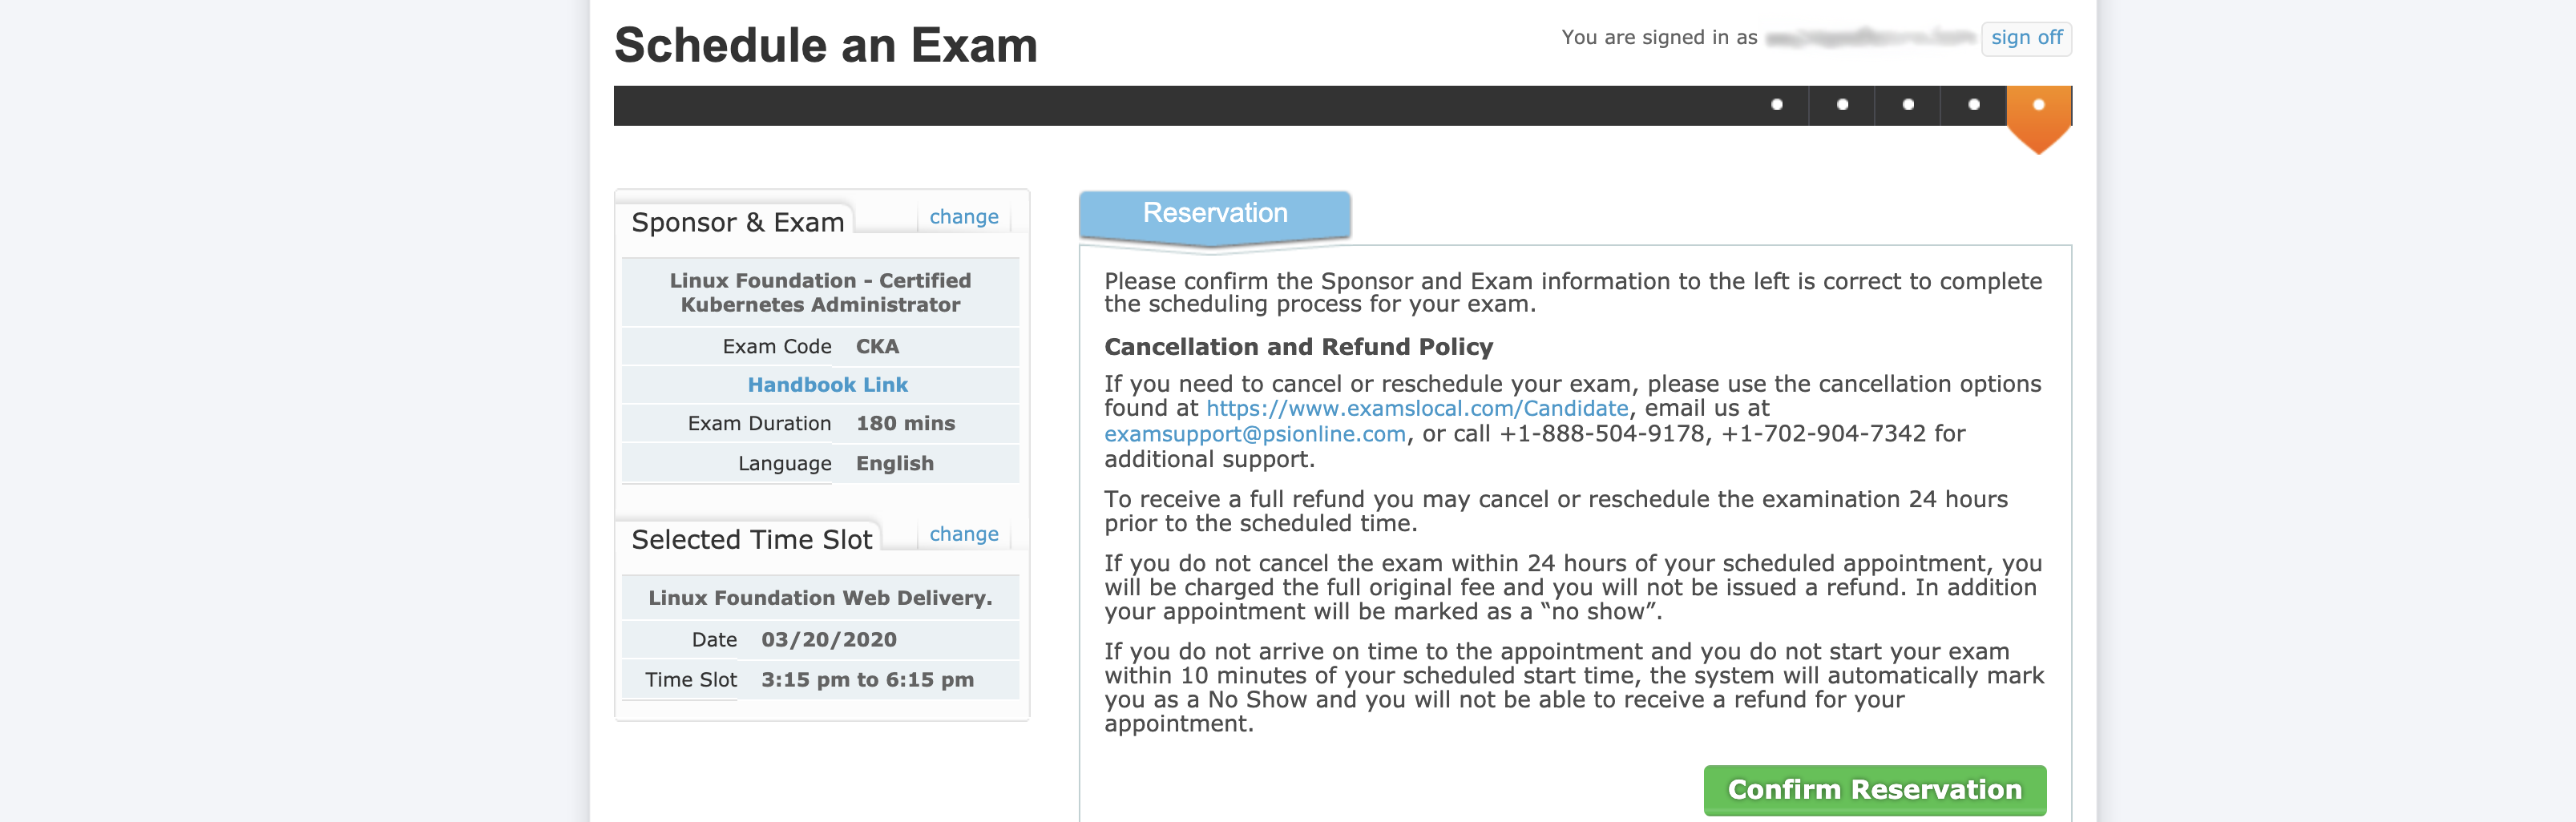 Schedule an Exam
You are signed in as
sign off
Sponsor & Exam
change
Linux Foundation - Certified
Kubernetes Administrator
Exam Code CKA
Handbook Link
Exam Duration 180 mins
Language English
Selected Time Slot
change
Linux Foundation Web Delivery.
Date 03/20/2020
Time Slot 3:15 pm to 6:15 pm
Reservation
Please confirm the Sponsor and Exam information to the left is correct to complete
the scheduling process for your exam.
Cancellation and Refund Policy
If you need to cancel or reschedule your exam, please use the cancellation options
found at https://www.examslocal.com/Candidate, email us at
examsupport@psionline.com, or call +1-888-504-9178, +1-702-904-7342 for
additional support.
To receive a full refund you may cancel or reschedule the examination 24 hours
prior to the scheduled time.
If you do not cancel the exam within 24 hours of your scheduled appointment, you
will be charged the full original fee and you will not be issued a refund. In addition
your appointment will be marked as a “no show”.
If you do not arrive on time to the appointment and you do not start your exam
within 10 minutes of your scheduled start time, the system will automatically mark
you as a No Show and you will not be able to receive a refund for your
appointment.
Confirm Reservation